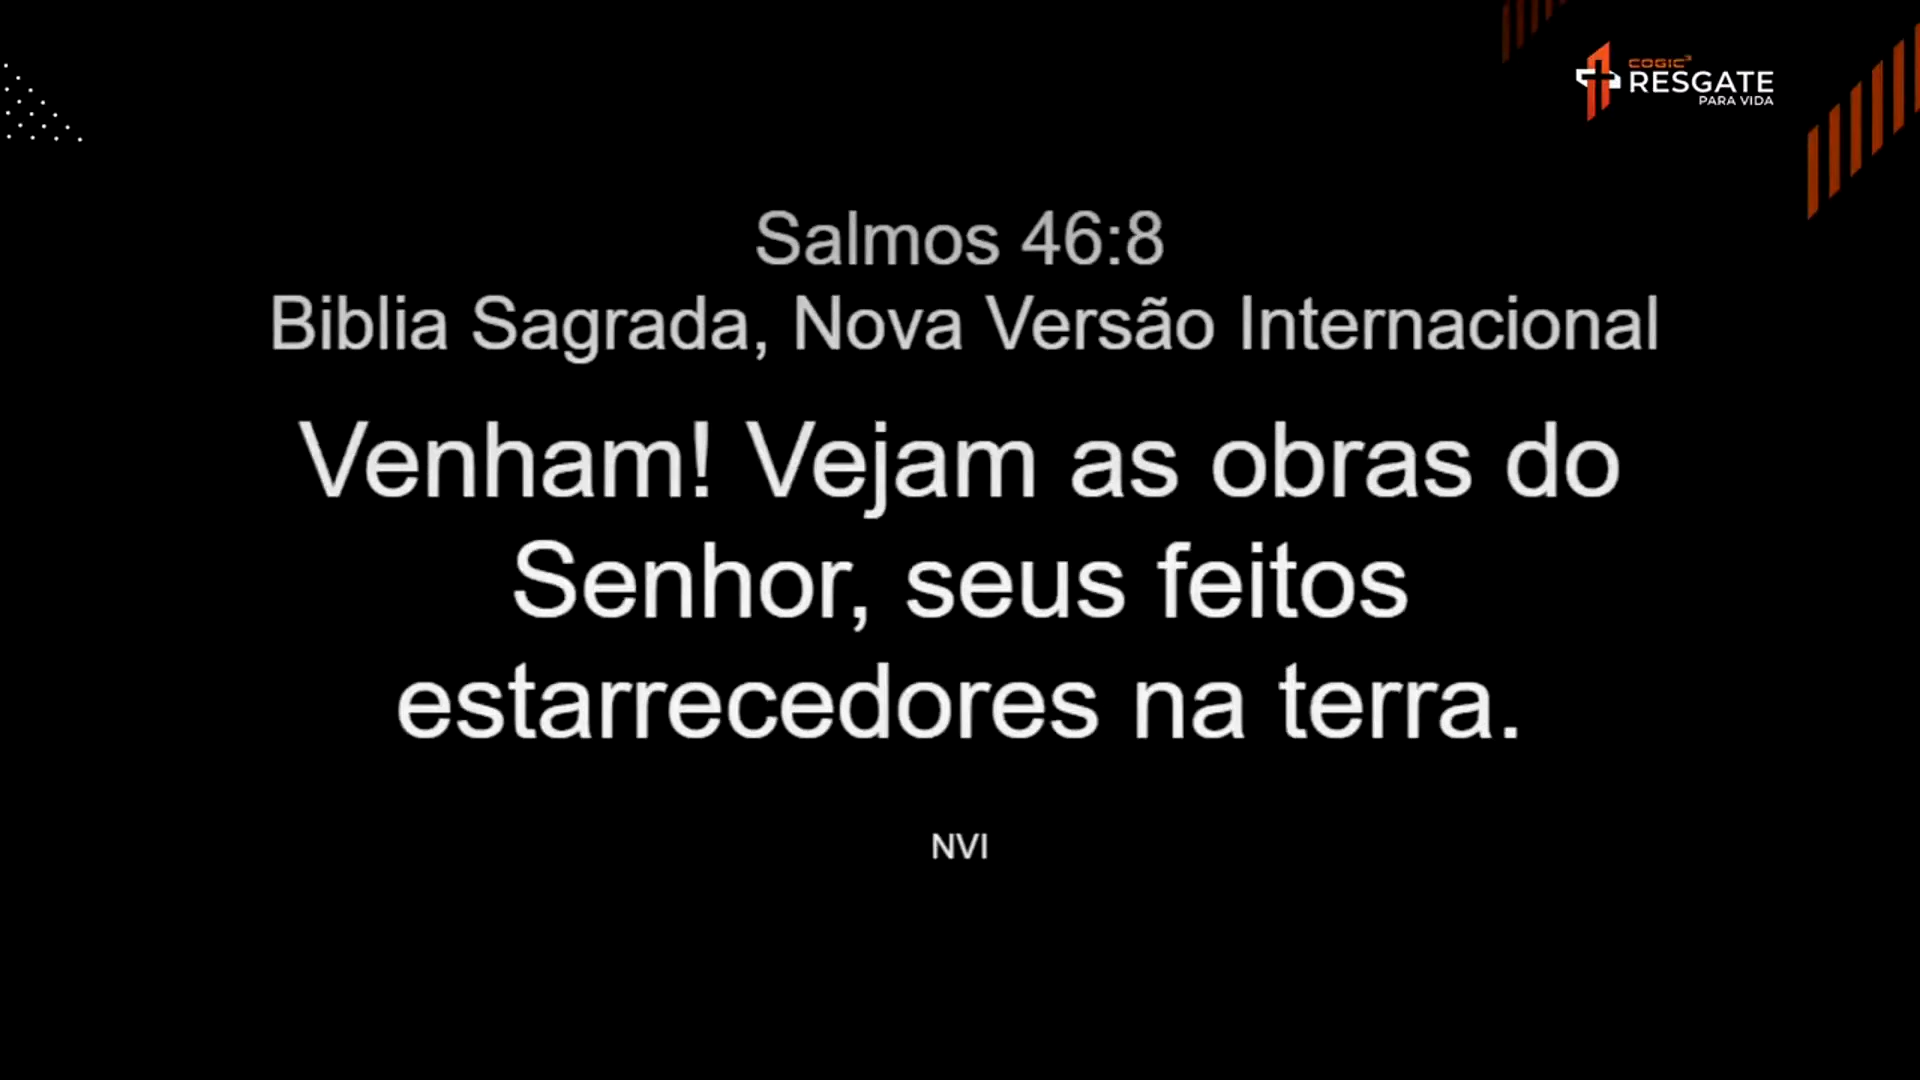 COGIC³
RESGATE
PARA VIDA
Salmos 46:8
Biblia Sagrada, Nova Versão Internacional
Venham! Vejam as obras do
Senhor, seus feitos
estarrecedores na terra.
NVI